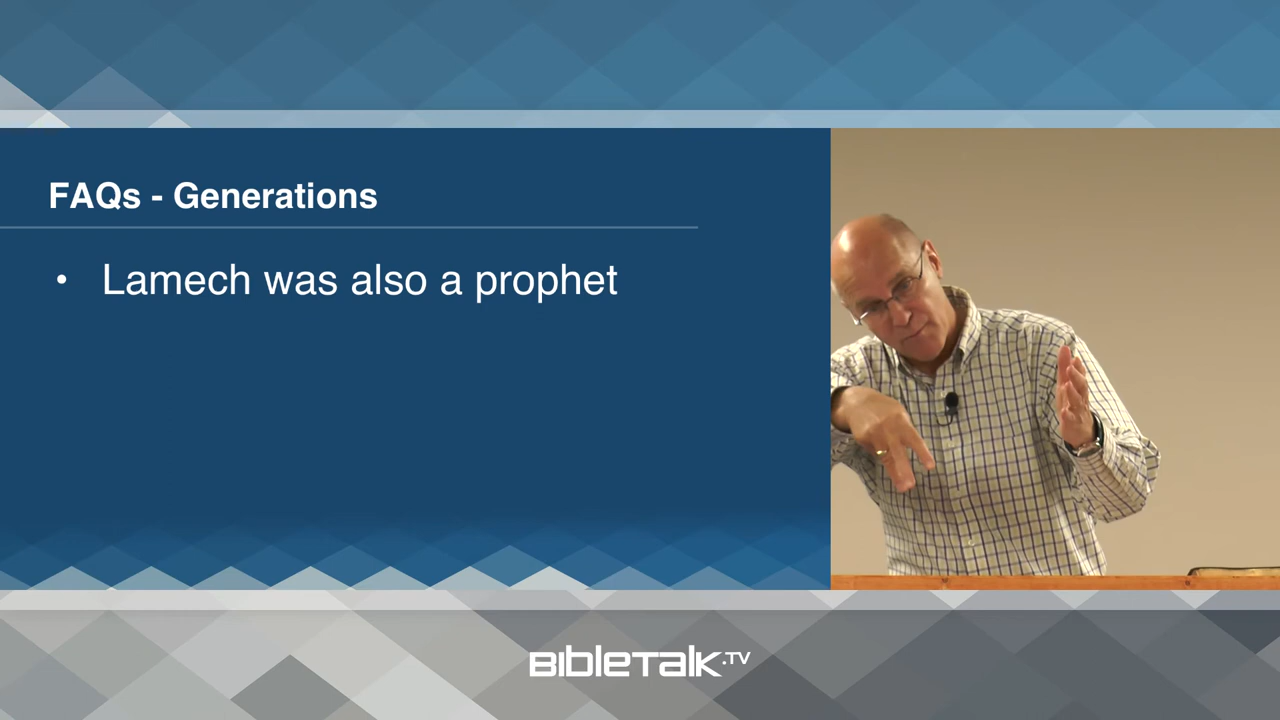 FAQs - Generations
• Lamech was also a prophet
BibleTalk.TV